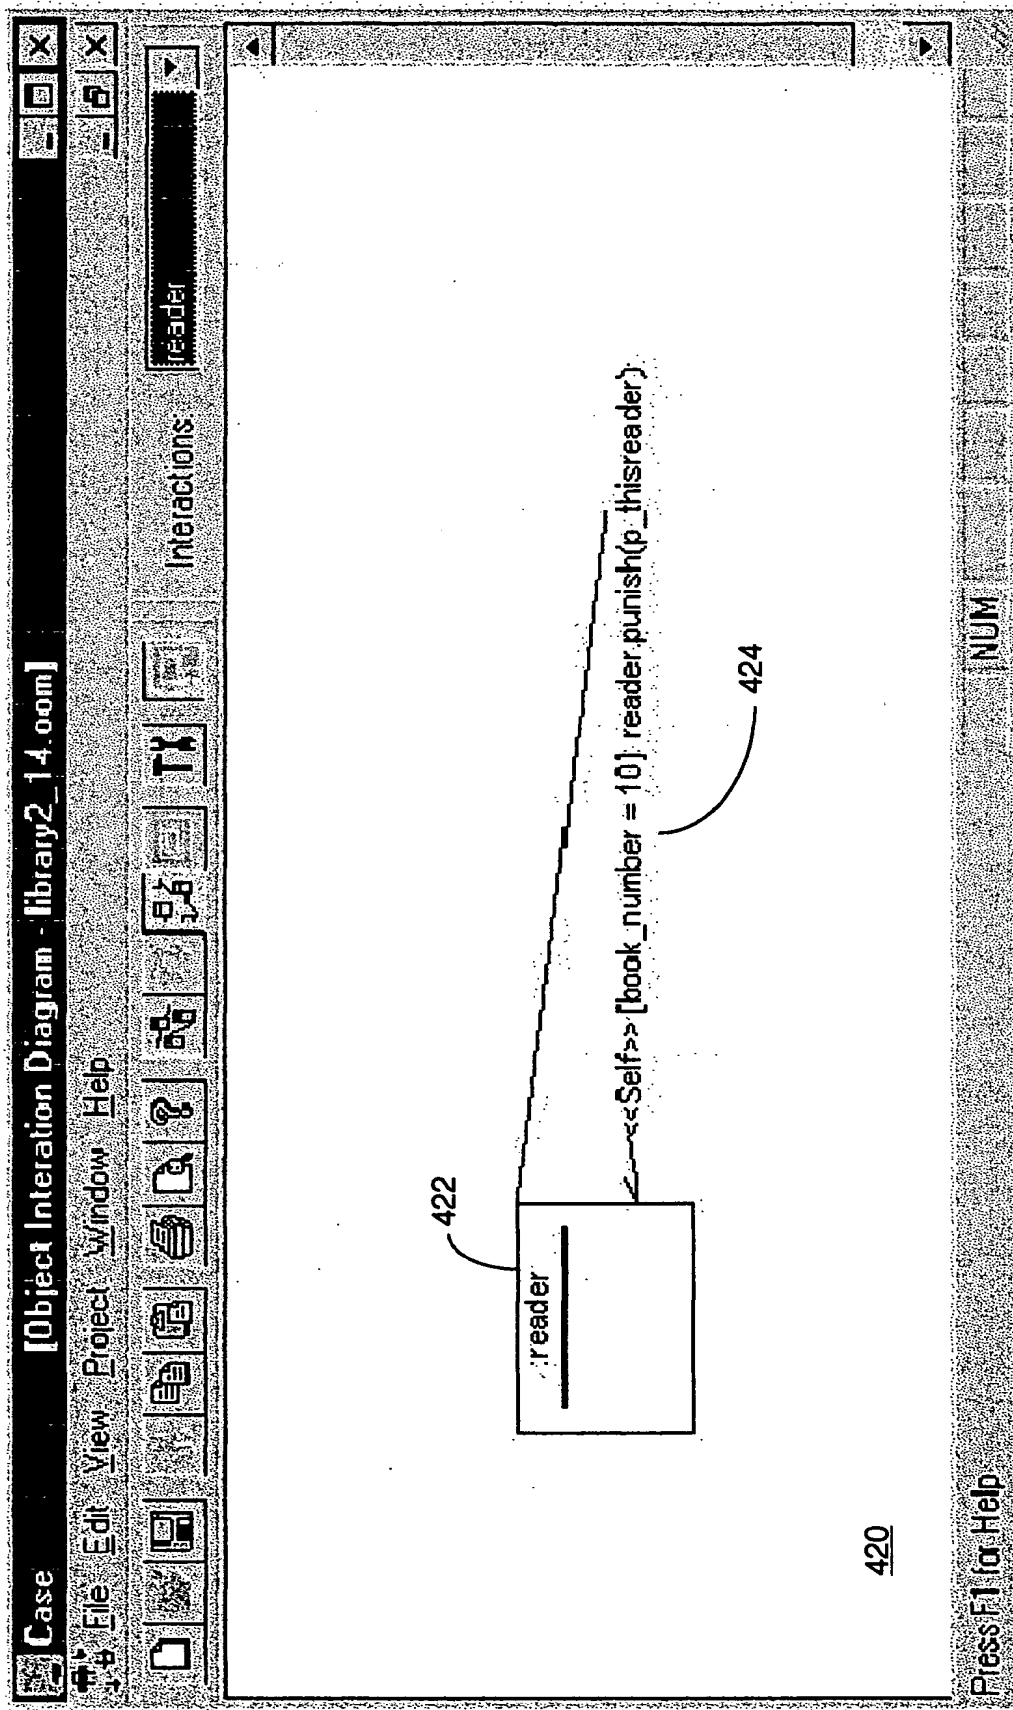 Case [Object Interation Diagram - library2_14.oom]
File Edit View Project Window Help
Interactions: reader
422
:reader
<<Self>> [book_number = 10] reader.punish(p_thisreader)
424
420
Press F1 for Help NUM